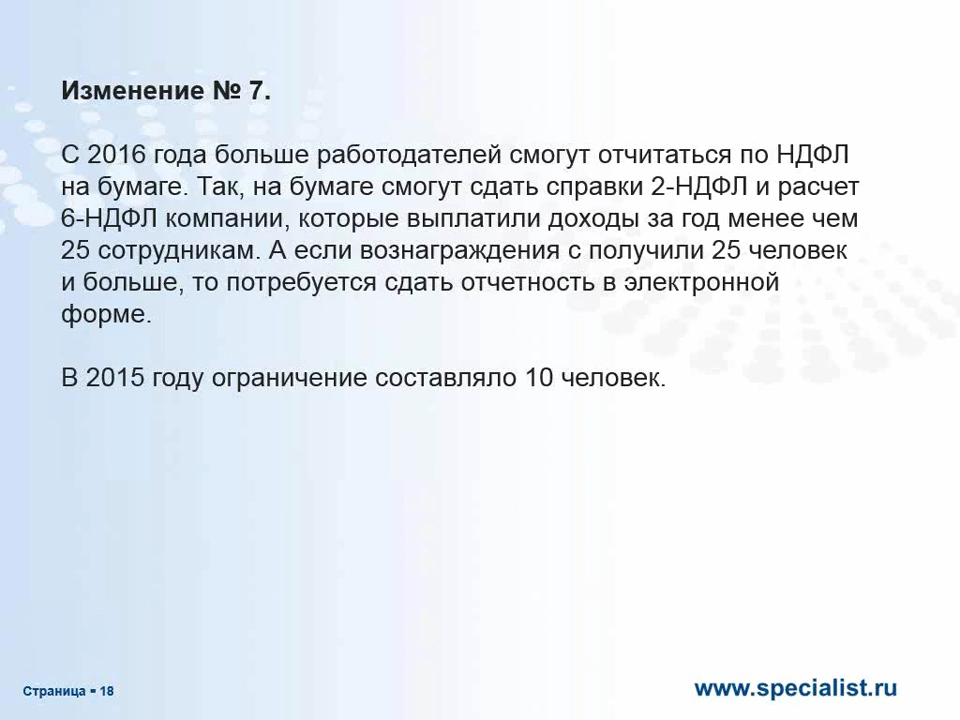 Изменение № 7.
С 2016 года больше работодателей смогут отчитаться по НДФЛ
на бумаге. Так, на бумаге смогут сдать справки 2-НДФЛ и расчет
6-НДФЛ компании, которые выплатили доходы за год менее чем
25 сотрудникам. А если вознаграждения с получили 25 человек
и больше, то потребуется сдать отчетность в электронной
форме.
В 2015 году ограничение составляло 10 человек.
Страница ▪ 18
www.specialist.ru